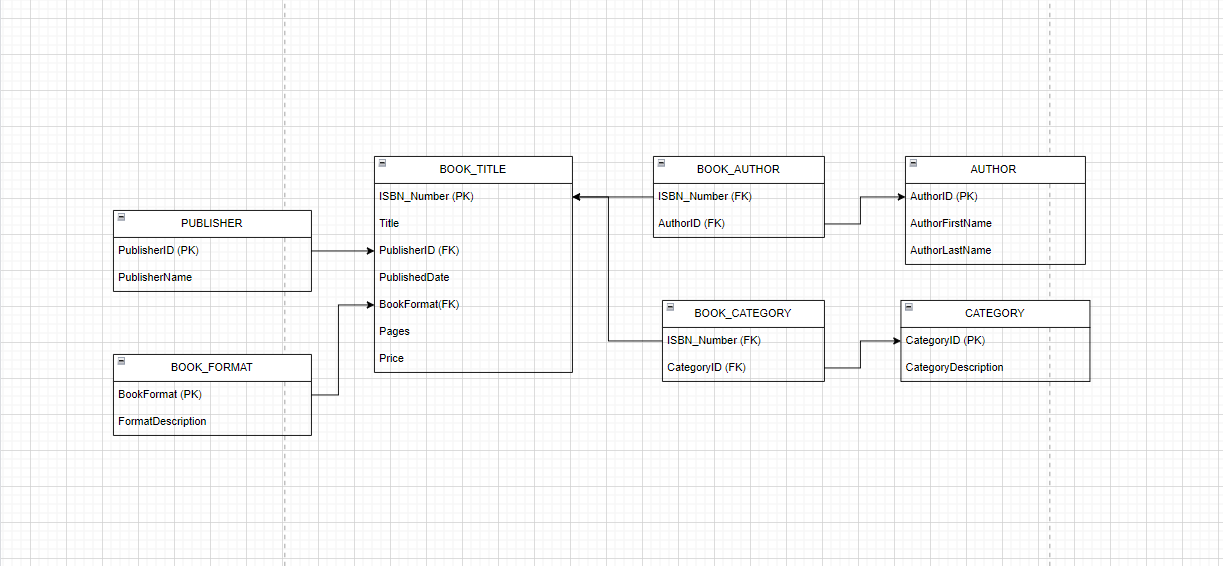 PUBLISHER
PublisherID (PK)
PublisherName
BOOK_FORMAT
BookFormat (PK)
FormatDescription
BOOK_TITLE
ISBN_Number (PK)
Title
PublisherID (FK)
PublishedDate
BookFormat(FK)
Pages
Price
BOOK_AUTHOR
ISBN_Number (FK)
AuthorID (FK)
BOOK_CATEGORY
ISBN_Number (FK)
CategoryID (FK)
AUTHOR
AuthorID (PK)
AuthorFirstName
AuthorLastName
CATEGORY
CategoryID (PK)
CategoryDescription